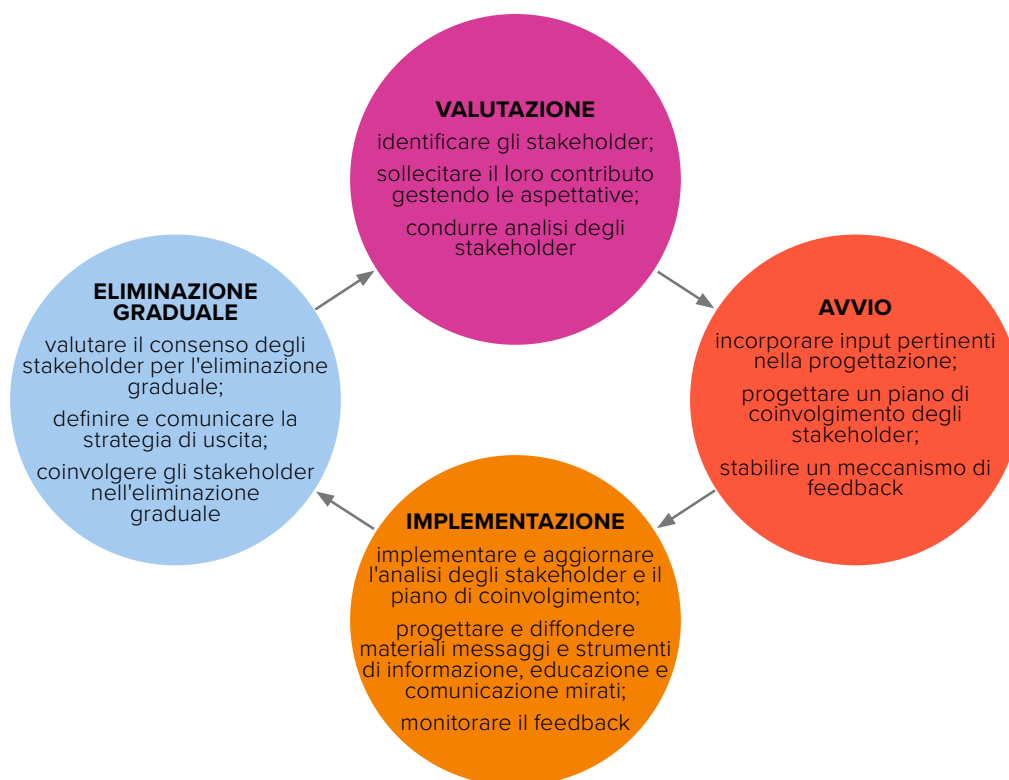 VALUTAZIONE
identificare gli stakeholder;
sollecitare il loro contributo
gestendo le aspettative;
condurre analisi degli
stakeholder
AVVIO
incorporare input pertinenti
nella progettazione;
progettare un piano di
coinvolgimento degli
stakeholder;
stabilire un meccanismo di
feedback
IMPLEMENTAZIONE
implementare e aggiornare
l'analisi degli stakeholder e il
piano di coinvolgimento;
progettare e diffondere
materiali messaggi e strumenti
di informazione, educazione e
comunicazione mirati;
monitorare il feedback
ELIMINAZIONE
GRADUALE
valutare il consenso degli
stakeholder per l'eliminazione
graduale;
definire e comunicare la
strategia di uscita;
coinvolgere gli stakeholder
nell'eliminazione
graduale